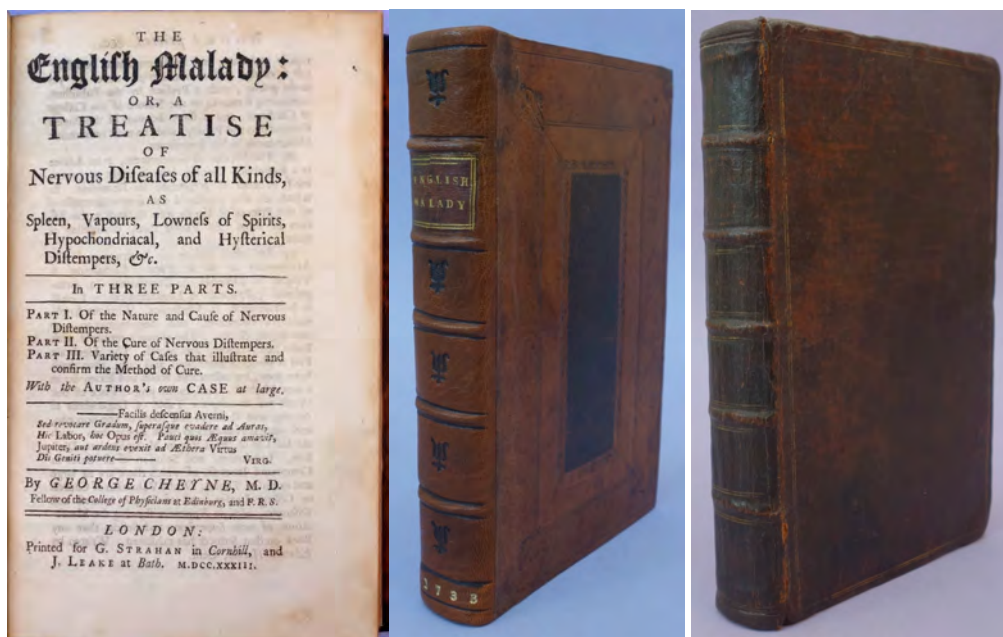 THE
Engliſh Malady:
OR, A
TREATISE
OF
Nervous Diſeaſes of all Kinds,
AS
Spleen, Vapours, Lowneſs of Spirits,
Hypochondriacal, and Hyſterical
Diſtempers, &c.
In THREE PARTS.
PART I. Of the Nature and Cauſe of Nervous
Diſtempers.
PART II. Of the Cure of Nervous Diſtempers.
PART III. Variety of Caſes that illuſtrate and
confirm the Method of Cure.
With the AUTHOR's own CASE at large.
———Facilis deſcenſus Averni,
Sed revocare Gradum, ſuperaſque evadere ad Auras,
Hic Labor, hoc Opus eſt. Pauci quos Æquus amavit,
Jupiter, aut ardens evexit ad Æthera Virtus
Dis Geniti potuere——— VIRG.
By GEORGE CHEYNE, M. D.
Fellow of the College of Phyſicians at Edinburg, and F. R. S.
LONDON:
Printed for G. STRAHAN in Cornhill, and
J. LEAKE at Bath. M.DCC.XXXIII.
ENGLISH
MALADY
1733